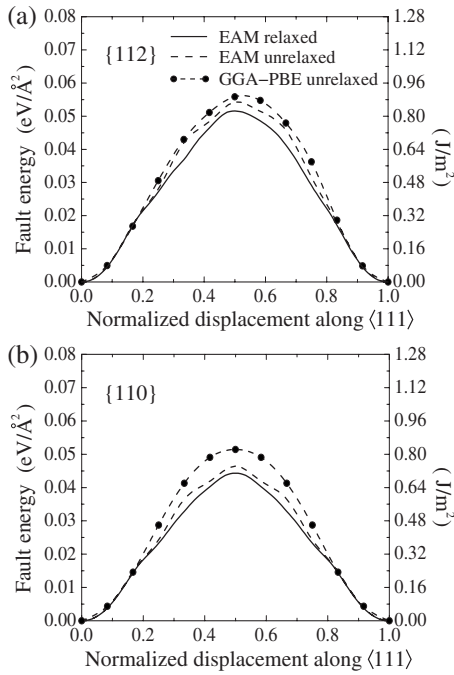 (a)
{112}
EAM relaxed
EAM unrelaxed
GGA−PBE unrelaxed
Fault energy (eV/Å²)
0.08
0.07
0.06
0.05
0.04
0.03
0.02
0.01
0.00
1.28
1.12
0.96
0.80
0.64
0.48
0.32
0.16
0.00
(J/m²)
0.0 0.2 0.4 0.6 0.8 1.0
Normalized displacement along ⟨111⟩
(b)
{110}
Fault energy (eV/Å²)
0.08
0.07
0.06
0.05
0.04
0.03
0.02
0.01
0.00
1.28
1.12
0.96
0.80
0.64
0.48
0.32
0.16
0.00
(J/m²)
0.0 0.2 0.4 0.6 0.8 1.0
Normalized displacement along ⟨111⟩